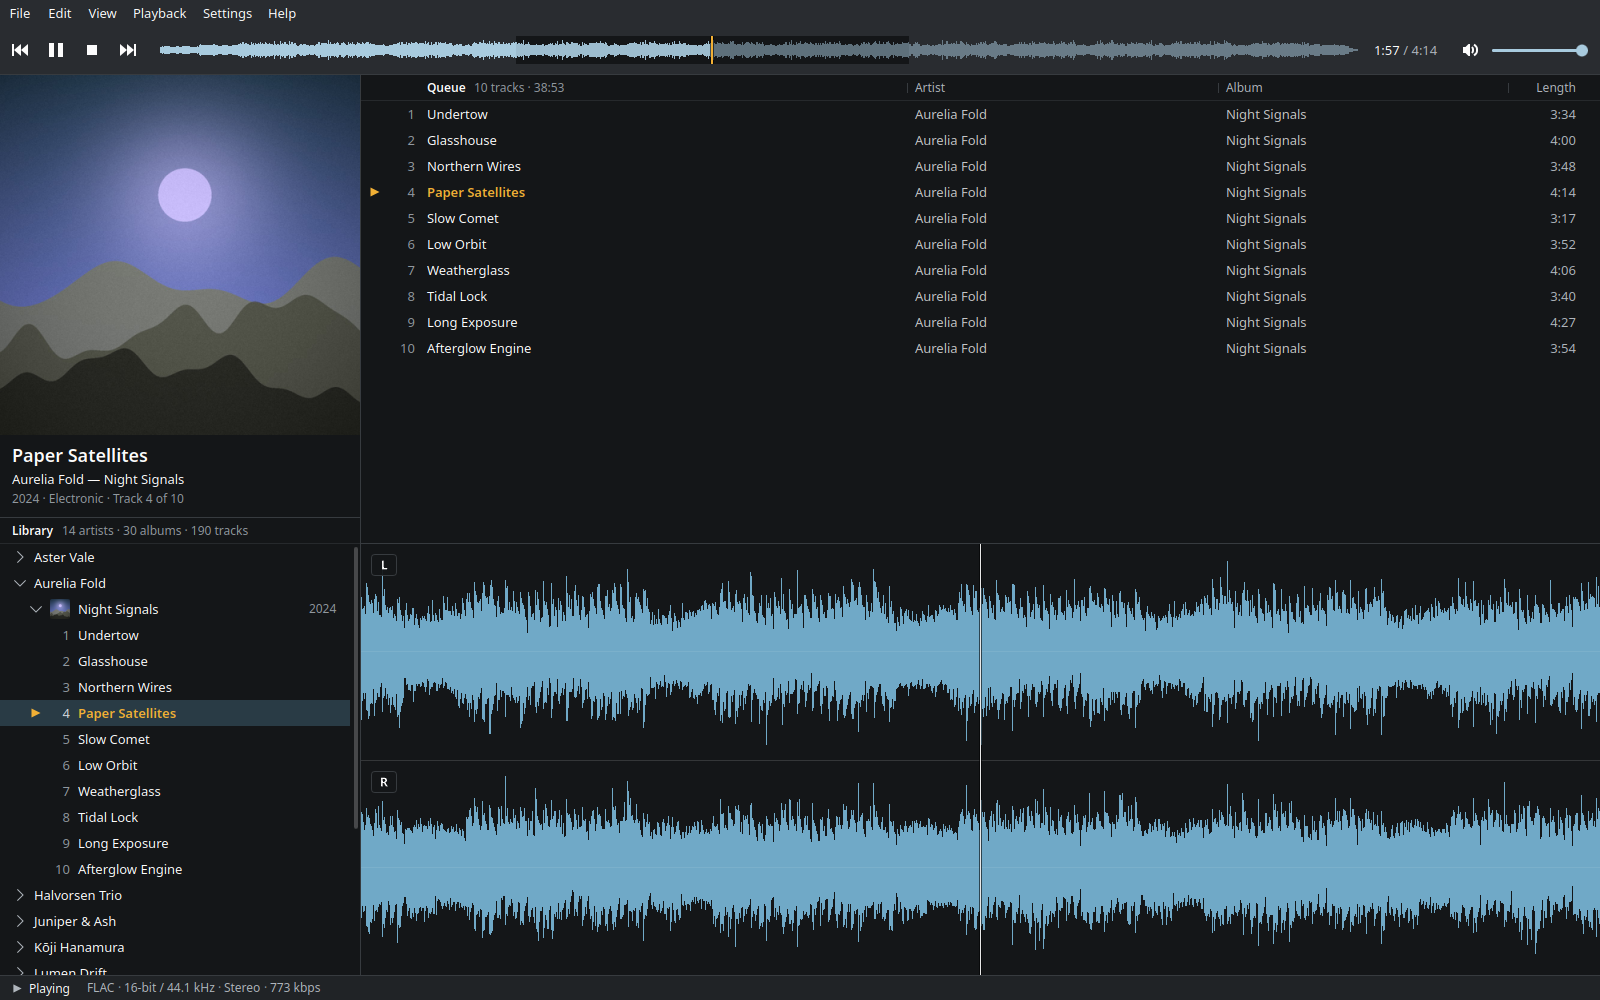 File Edit View Playback Settings Help
1:57 / 4:14
Queue 10 tracks · 38:53 Artist Album Length
1 Undertow Aurelia Fold Night Signals 3:34
2 Glasshouse Aurelia Fold Night Signals 4:00
3 Northern Wires Aurelia Fold Night Signals 3:48
4 Paper Satellites Aurelia Fold Night Signals 4:14
5 Slow Comet Aurelia Fold Night Signals 3:17
6 Low Orbit Aurelia Fold Night Signals 3:52
7 Weatherglass Aurelia Fold Night Signals 4:06
8 Tidal Lock Aurelia Fold Night Signals 3:40
9 Long Exposure Aurelia Fold Night Signals 4:27
10 Afterglow Engine Aurelia Fold Night Signals 3:54
Paper Satellites
Aurelia Fold — Night Signals
2024 · Electronic · Track 4 of 10
Library 14 artists · 30 albums · 190 tracks
Aster Vale
Aurelia Fold
Night Signals 2024
1 Undertow
2 Glasshouse
3 Northern Wires
4 Paper Satellites
5 Slow Comet
6 Low Orbit
7 Weatherglass
8 Tidal Lock
9 Long Exposure
10 Afterglow Engine
Halvorsen Trio
Juniper & Ash
Kōji Hanamura
Lumen Drift
L
R
Playing FLAC · 16-bit / 44.1 kHz · Stereo · 773 kbps